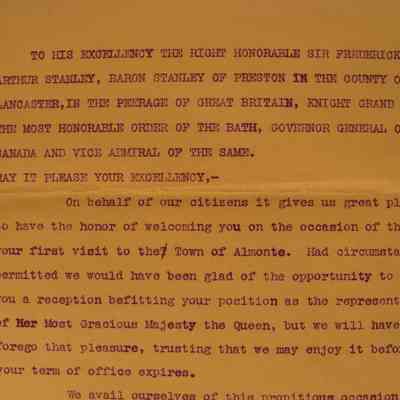 TO HIS EXCELLENCY THE RIGHT HONORABLE SIR FREDERICK
ARTHUR STANLEY, BARON STANLEY OF PRESTON IN THE COUNTY O
LANCASTER,IN THE PEERAGE OF GREAT BRITAIN, KNIGHT GRAND
THE MOST HONORABLE ORDER OF THE BATH, GOVERNOR GENERAL O
CANADA AND VICE ADMIRAL OF THE SAME.
MAY IT PLEASE YOUR EXCELLENCY,-
On behalf of our citizens it gives us great pl
to have the honor of welcoming you on the occasion of th
your first visit to the Town of Almonte. Had circumsta
permitted we would have been glad of the opportunity to
you a reception befitting your position as the represent
of Her Most Gracious Majesty the Queen, but we will have
forego that pleasure, trusting that we may enjoy it befo
your term of office expires.
We avail ourselves of this propitious occasion